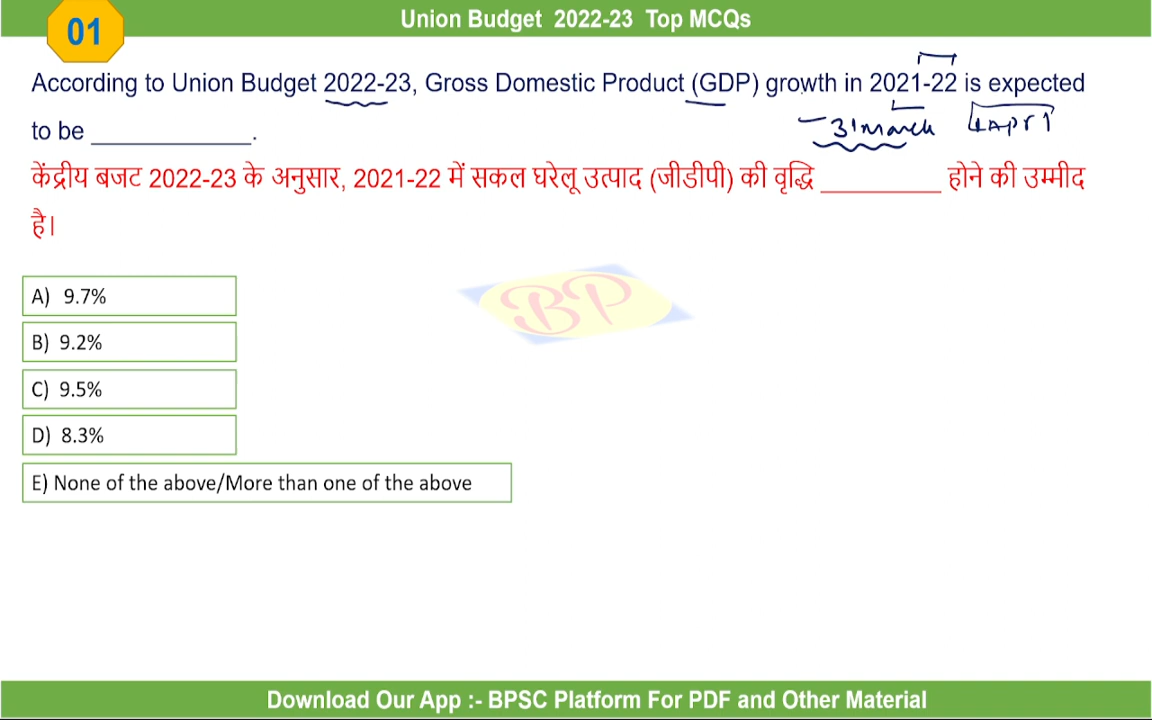 Union Budget 2022-23 Top MCQs
01
According to Union Budget 2022-23, Gross Domestic Product (GDP) growth in 2021-22 is expected
to be ____________.
31 march 1 April
केंद्रीय बजट 2022-23 के अनुसार, 2021-22 में सकल घरेलू उत्पाद (जीडीपी) की वृद्धि _________ होने की उम्मीद
है।
BP
A) 9.7%
B) 9.2%
C) 9.5%
D) 8.3%
E) None of the above/More than one of the above
Download Our App :- BPSC Platform For PDF and Other Material